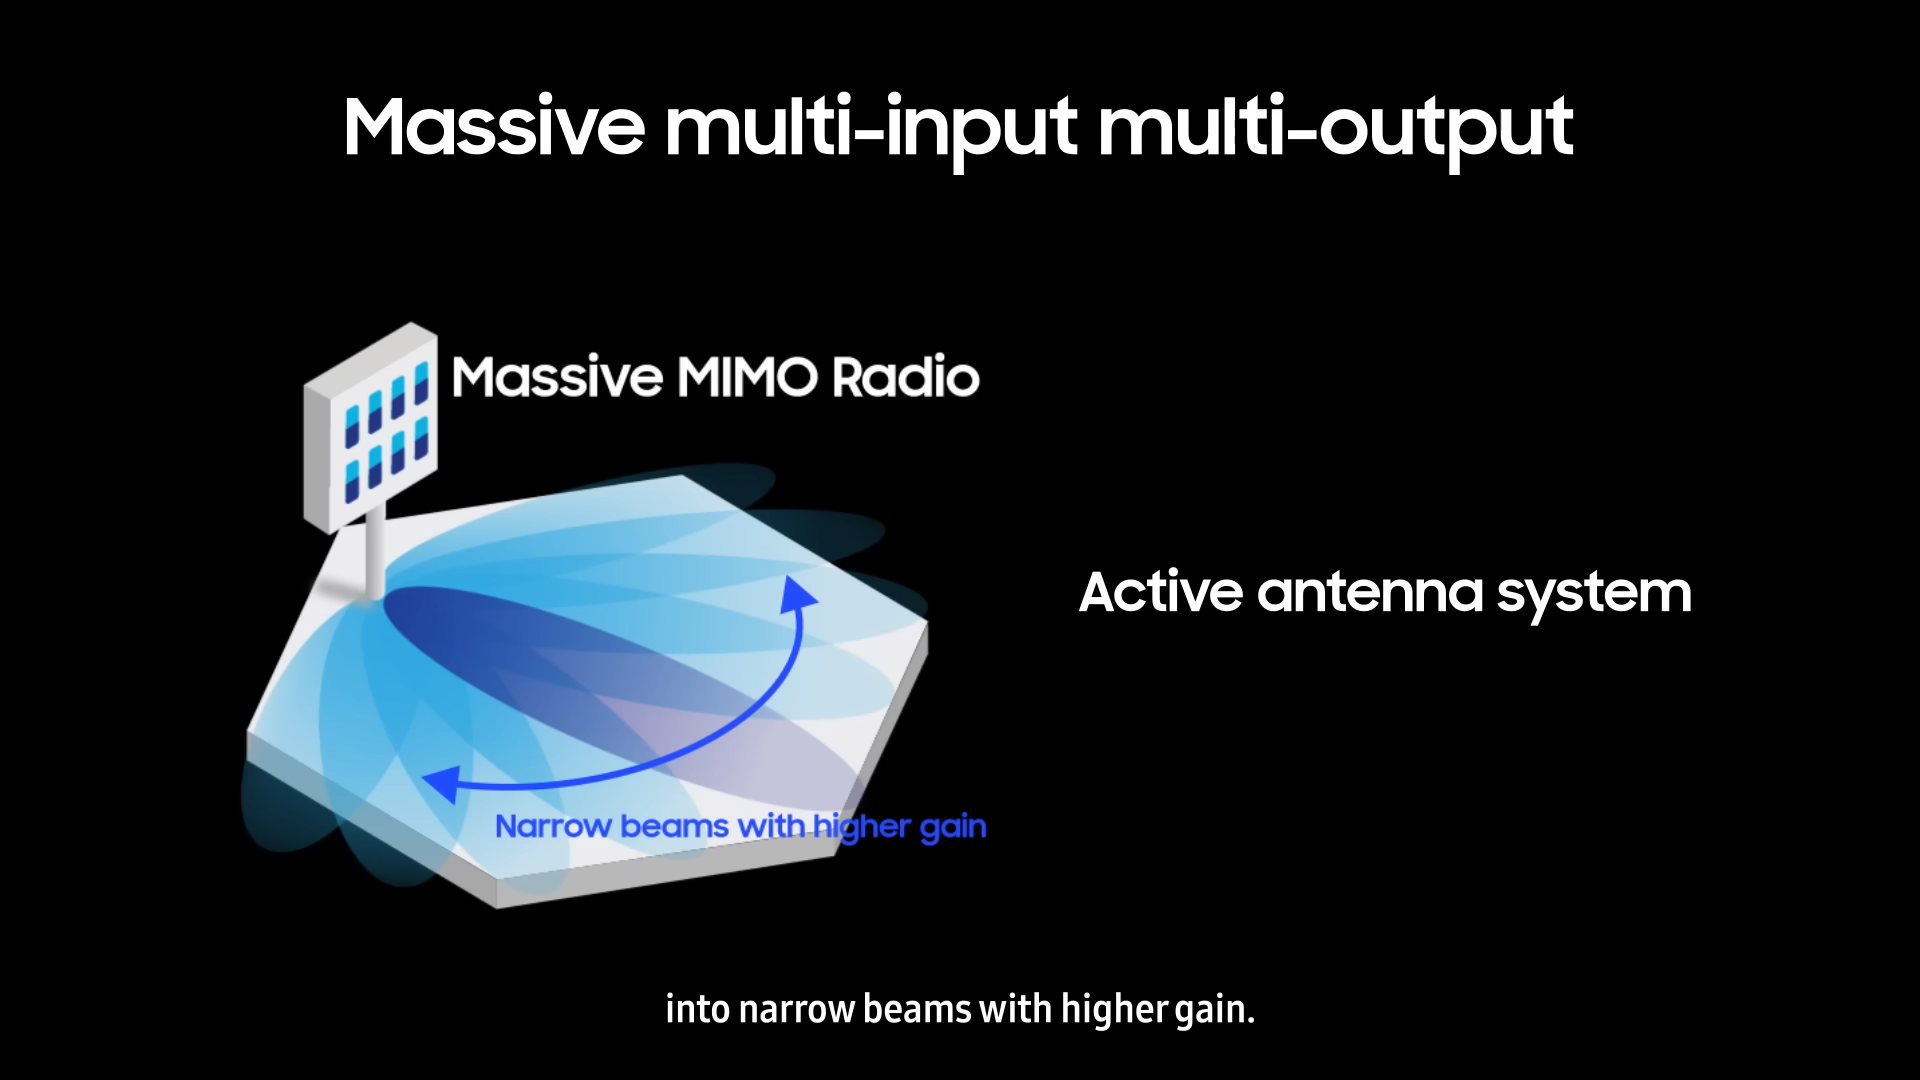 Massive multi-input multi-output
Massive MIMO Radio
Active antenna system
Narrow beams with higher gain
into narrow beams with higher gain.